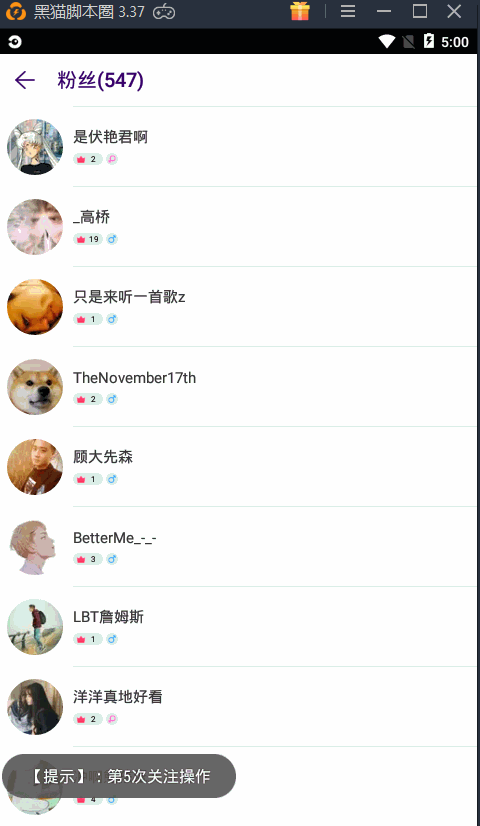 黑猫脚本圈 3.37
5:00
粉丝(547)
是伏艳君啊
2
_高桥
19
只是来听一首歌z
1
TheNovember17th
2
顾大先森
1
BetterMe_-_-
3
LBT詹姆斯
1
洋洋真地好看
2
【提示】:第5次关注操作
4